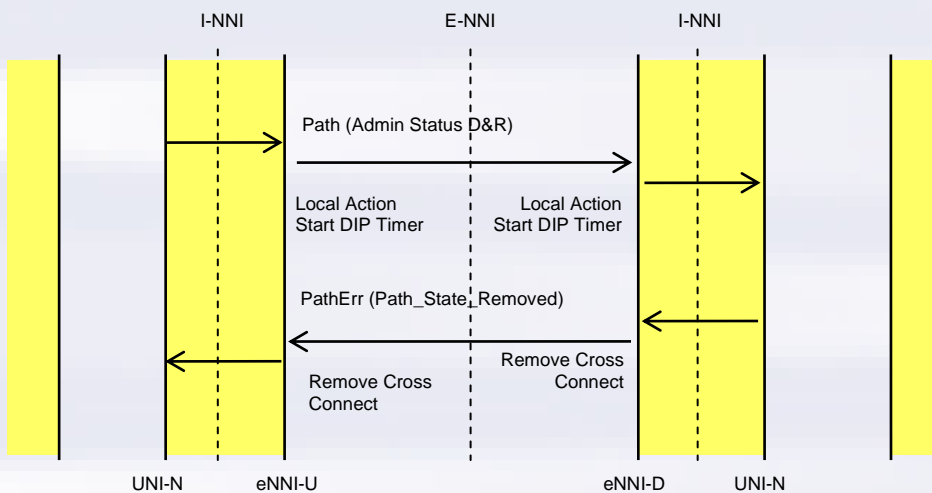 I-NNI E-NNI I-NNI
Path (Admin Status D&R)
Local Action
Start DIP Timer
Local Action
Start DIP Timer
PathErr (Path_State_Removed)
Remove Cross
Connect
Remove Cross
Connect
UNI-N eNNI-U eNNI-D UNI-N